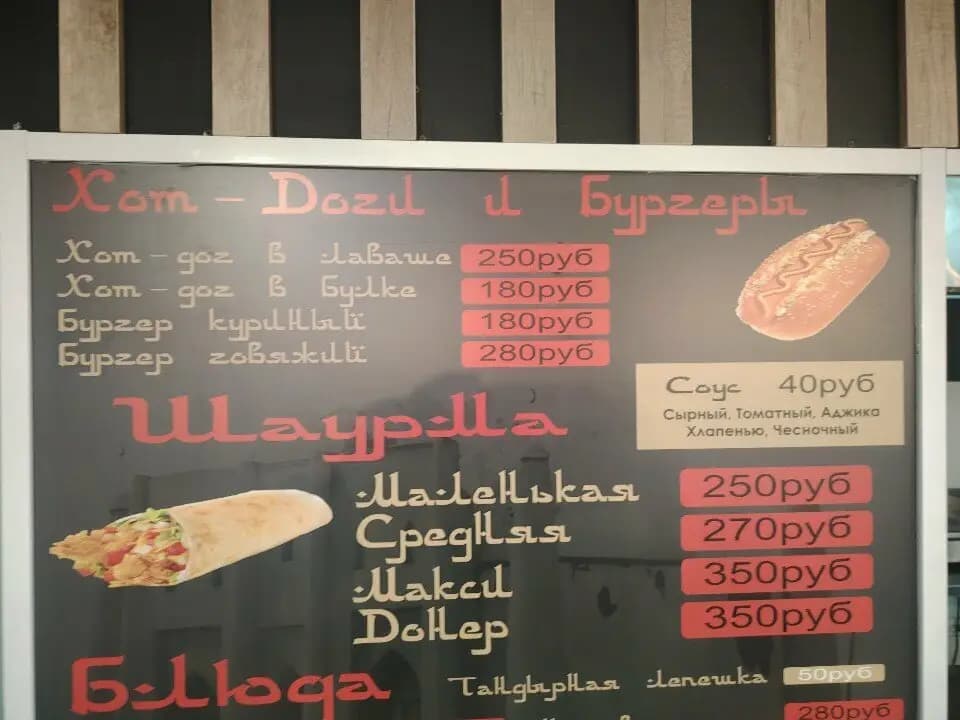 Хот-Доги и Бургеры
Хот-дог в лаваше 250руб
Хот-дог в булке 180руб
Бургер куриный 180руб
Бургер говяжий 280руб
Соус 40руб
Сырный, Томатный, Аджика
Хлапенью, Чесночный
Шаурма
Маленькая 250руб
Средняя 270руб
Макси 350руб
Донер 350руб
Блюда
Тандырная лепешка 50руб
280руб